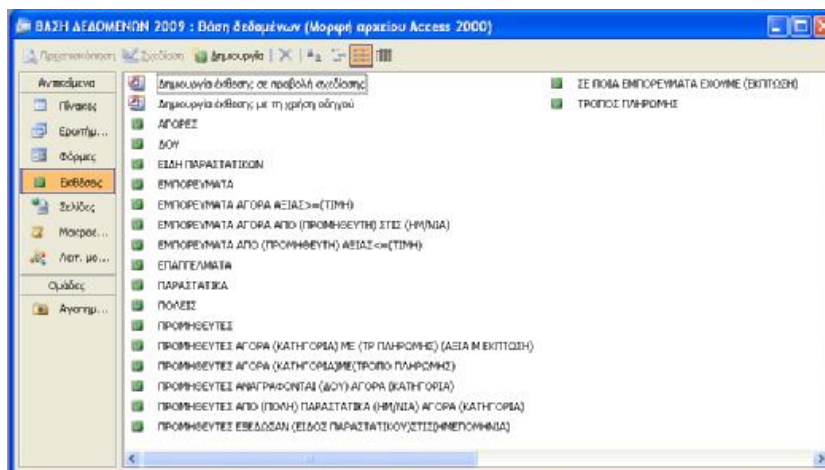 ΒΑΣΗ ΔΕΔΟΜΕΝΩΝ 2009 : Βάση δεδομένων (Μορφή αρχείου Access 2000)
Προεπισκόπηση Σχεδίαση Δημιουργία
Αντικείμενα
Πίνακες
Ερωτήμ...
Φόρμες
Εκθέσεις
Σελίδες
Μακροε...
Λειτ. μο...
Ομάδες
Αγαπημ...
Δημιουργία έκθεσης σε προβολή σχεδίασης
Δημιουργία έκθεσης με τη χρήση οδηγού
ΑΓΟΡΕΣ
ΔΟΥ
ΕΙΔΗ ΠΑΡΑΣΤΑΤΙΚΩΝ
ΕΜΠΟΡΕΥΜΑΤΑ
ΕΜΠΟΡΕΥΜΑΤΑ ΑΓΟΡΑ ΑΞΙΑΣ>=(ΤΙΜΗ)
ΕΜΠΟΡΕΥΜΑΤΑ ΑΓΟΡΑ ΑΠΟ (ΠΡΟΜΗΘΕΥΤΗ) ΣΤΙΣ (ΗΜ/ΝΙΑ)
ΕΜΠΟΡΕΥΜΑΤΑ ΑΠΟ (ΠΡΟΜΗΘΕΥΤΗ) ΑΞΙΑΣ<=(ΤΙΜΗ)
ΕΠΑΓΓΕΛΜΑΤΑ
ΠΑΡΑΣΤΑΤΙΚΑ
ΠΟΛΕΙΣ
ΠΡΟΜΗΘΕΥΤΕΣ
ΠΡΟΜΗΘΕΥΤΕΣ ΑΓΟΡΑ (ΚΑΤΗΓΟΡΙΑ) ΜΕ (ΤΡ ΠΛΗΡΩΜΗΣ) (ΑΞΙΑ Μ ΕΚΠΤΩΣΗ)
ΠΡΟΜΗΘΕΥΤΕΣ ΑΓΟΡΑ (ΚΑΤΗΓΟΡΙΑ)ΜΕ(ΤΡΟΠΟ ΠΛΗΡΩΜΗΣ)
ΠΡΟΜΗΘΕΥΤΕΣ ΑΝΑΓΡΑΦΟΝΤΑΙ (ΔΟΥ) ΑΓΟΡΑ (ΚΑΤΗΓΟΡΙΑ)
ΠΡΟΜΗΘΕΥΤΕΣ ΑΠΟ (ΠΟΛΗ) ΠΑΡΑΣΤΑΤΙΚΑ (ΗΜ/ΝΙΑ) ΑΓΟΡΑ (ΚΑΤΗΓΟΡΙΑ)
ΠΡΟΜΗΘΕΥΤΕΣ ΕΞΕΔΩΣΑΝ (ΕΙΔΟΣ ΠΑΡΑΣΤΑΤΙΚΟΥ)ΣΤΙΣ(ΗΜΕΡΟΜΗΝΙΑ)
ΣΕ ΠΟΙΑ ΕΜΠΟΡΕΥΜΑΤΑ ΕΧΟΥΜΕ (ΕΚΠΤΩΣΗ)
ΤΡΟΠΟΣ ΠΛΗΡΩΜΗΣ